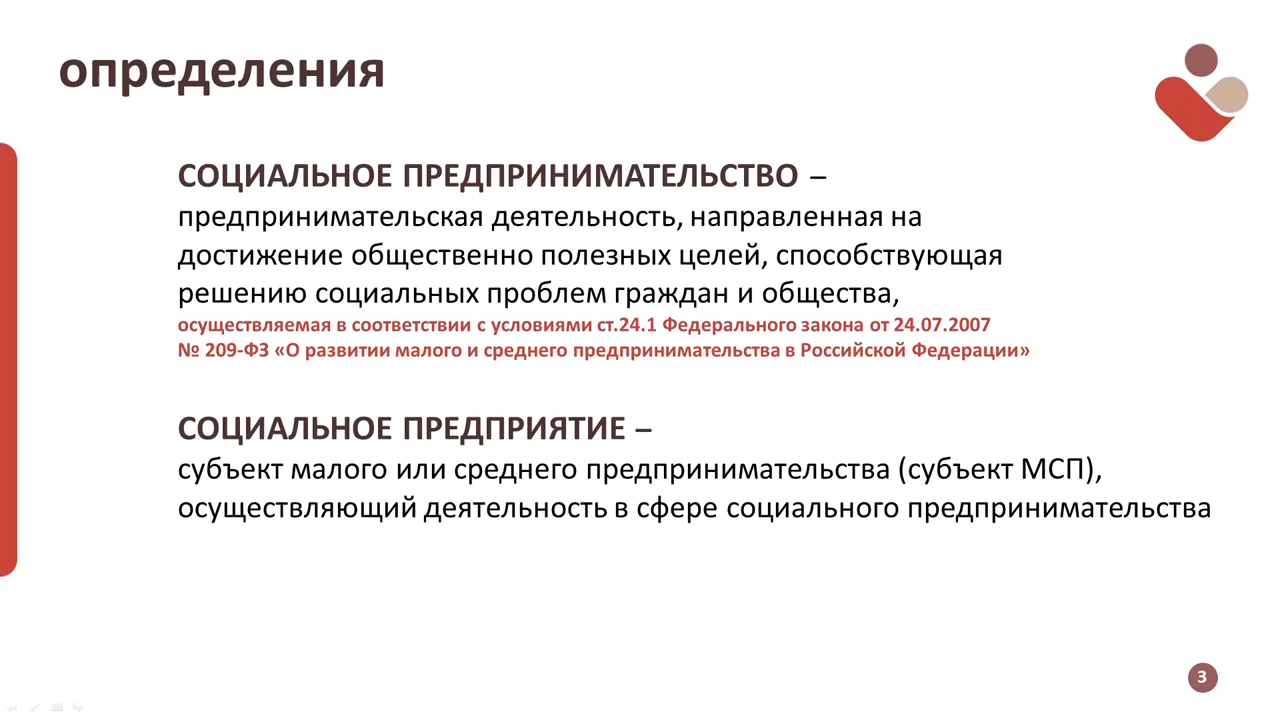 определения
СОЦИАЛЬНОЕ ПРЕДПРИНИМАТЕЛЬСТВО –
предпринимательская деятельность, направленная на
достижение общественно полезных целей, способствующая
решению социальных проблем граждан и общества,
осуществляемая в соответствии с условиями ст.24.1 Федерального закона от 24.07.2007
№ 209-ФЗ «О развитии малого и среднего предпринимательства в Российской Федерации»
СОЦИАЛЬНОЕ ПРЕДПРИЯТИЕ –
субъект малого или среднего предпринимательства (субъект МСП),
осуществляющий деятельность в сфере социального предпринимательства
3